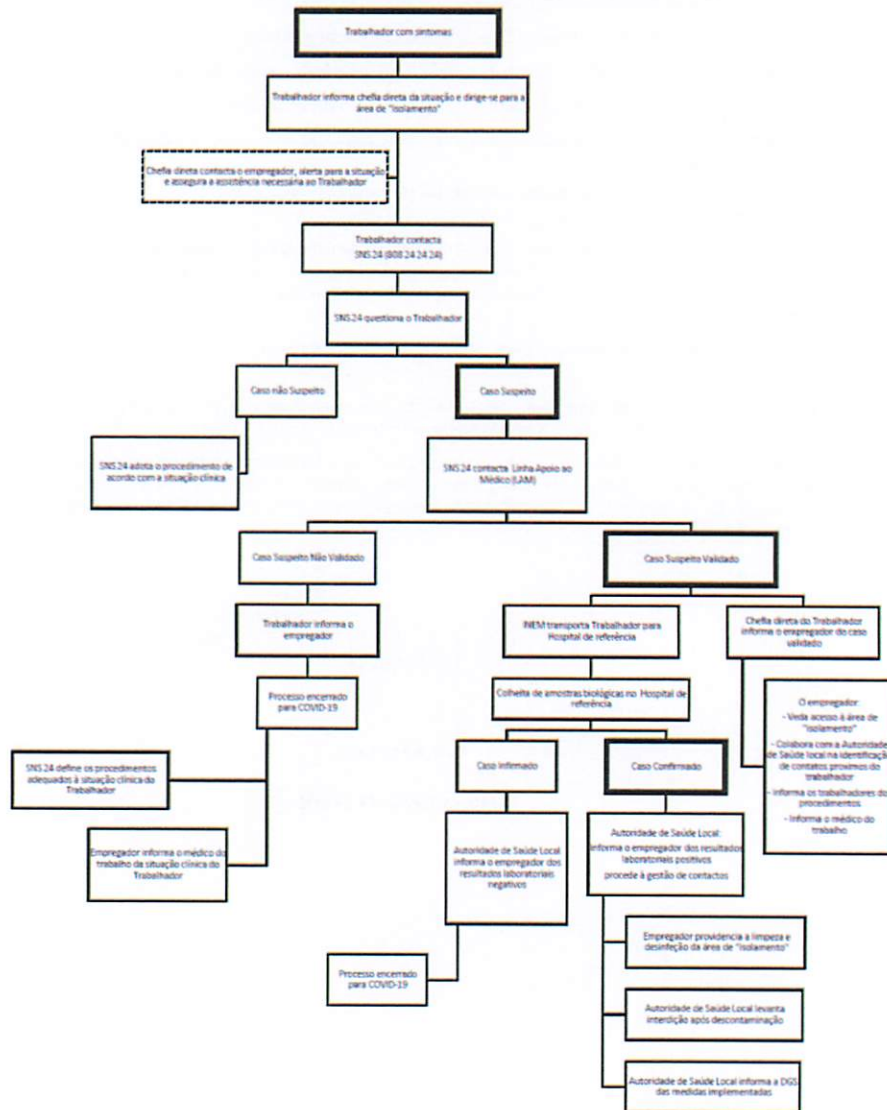 Trabalhador com sintomas
Trabalhador informa chefia direta da situação e dirige-se para a
área de "isolamento"
Chefia direta contacta o empregador, alerta para a situação
e assegura a assistência necessária ao Trabalhador
Trabalhador contacta
SNS 24 (808 24 24 24)
SNS 24 questiona o Trabalhador
Caso não Suspeito
Caso Suspeito
SNS 24 adota o procedimento de
acordo com a situação clínica
SNS 24 contacta Linha Apoio ao
Médico (LAM)
Caso Suspeito Não Validado
Caso Suspeito Validado
Trabalhador informa o
empregador
INEM transporta Trabalhador para
Hospital de referência
Chefia direta do Trabalhador
informa o empregador do caso
validado
Processo encerrado
para COVID-19
Colheita de amostras biológicas no Hospital de
referência
O empregador:
- Veda acesso à área de
"isolamento"
- Colabora com a Autoridade
de Saúde local na identificação
de contatos proximos do
trabalhador
- Informa os trabalhadores dos
procedimentos
- Informa o médico do
trabalho
SNS 24 define os procedimentos
adequados à situação clínica do
Trabalhador
Caso Infirmado
Caso Confirmado
Empregador informa o médico do
trabalho da situação clínica do
Trabalhador
Autoridade de Saúde Local
informa o empregador dos
resultados laboratoriais
negativos
Autoridade de Saúde Local:
informa o empregador dos resultados
laboratoriais positivos
procede à gestão de contactos
Processo encerrado
para COVID-19
Empregador providencia a limpeza e
desinfeção da área de "isolamento"
Autoridade de Saúde Local levanta
interdição após descontaminação
Autoridade de Saúde Local informa a DGS
das medidas implementadas